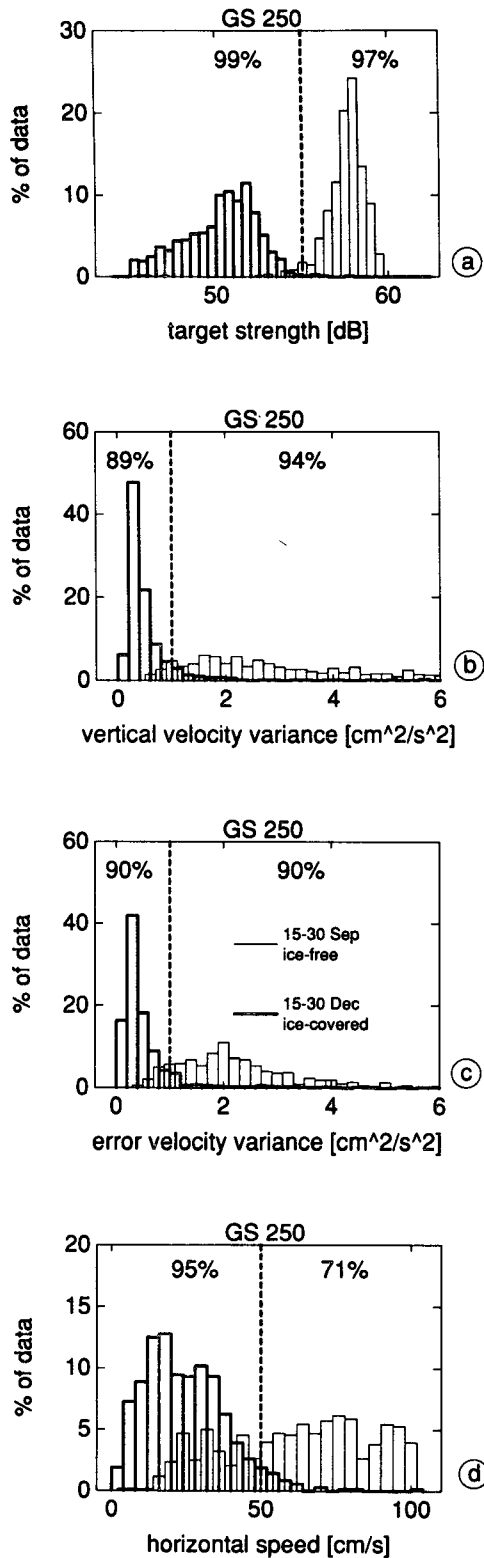 GS 250
30
20
10
0
% of data
99%
97%
50
60
target strength [dB]
a
GS 250
60
40
20
0
% of data
89%
94%
0
2
4
6
vertical velocity variance [cm^2/s^2]
b
GS 250
60
40
20
0
% of data
90%
90%
15-30 Sep
ice-free
15-30 Dec
ice-covered
0
2
4
6
error velocity variance [cm^2/s^2]
c
GS 250
20
15
10
5
0
% of data
95%
71%
0
50
100
horizontal speed [cm/s]
d